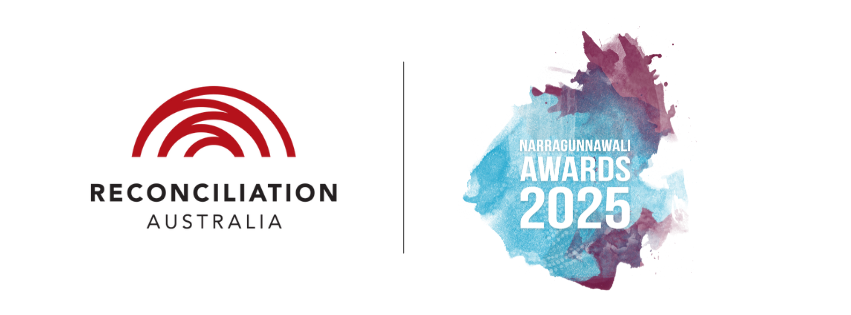 RECONCILIATION
AUSTRALIA
NARRAGUNNAWALI
AWARDS
2025